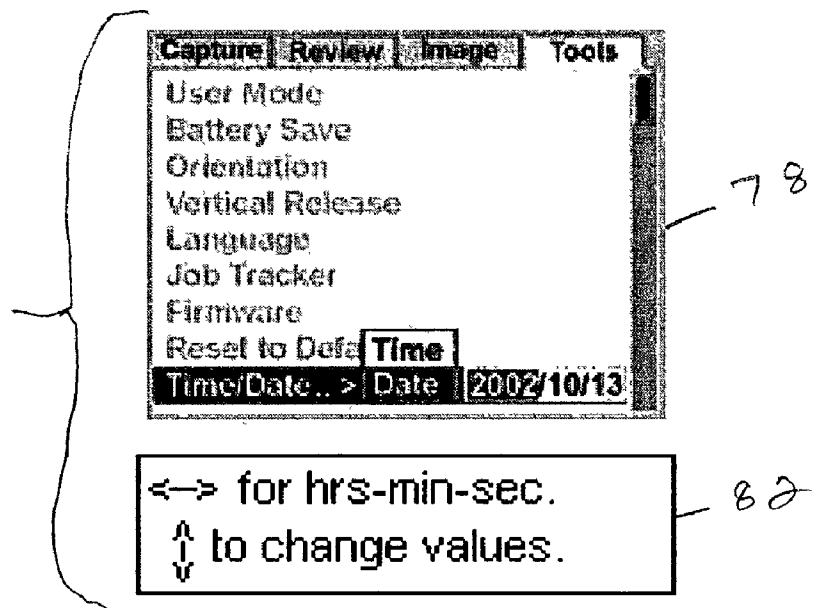 Capture Review Image Tools
User Mode
Battery Save
Orientation
Vertical Release
Language
Job Tracker
Firmware
Reset to Defa Time
Time/Date.. > Date 2002/10/13
78
<--> for hrs-min-sec.
to change values.
82